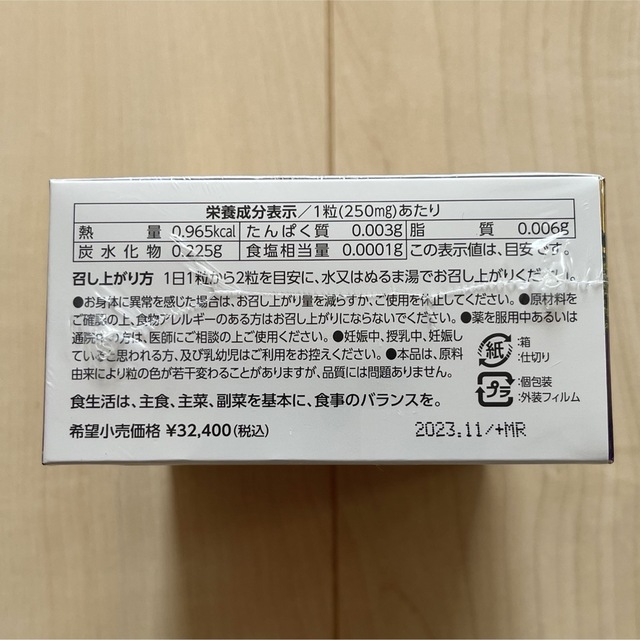 栄養成分表示／1粒(250mg)あたり
熱量 0.965kcal たんぱく質 0.003g 脂質 0.006g
炭水化物 0.225g 食塩相当量 0.0001g この表示値は、目安です。
召し上がり方 1日1粒から2粒を目安に、水又はぬるま湯でお召し上がりください。
●お身体に異常を感じた場合は、お召し上がり量を減らすか、ご使用を休止してください。●原材料を
ご確認の上、食物アレルギーのある方はお召し上がりにならないでください。●薬を服用中あるいは
通院中の方は、医師にご相談の上ご使用ください。●妊娠中、授乳中、妊娠し
ていると思われる方、及び乳幼児はご利用をお控えください。●本品は、原料
由来により粒の色が若干変わることがありますが、品質には問題ありません。
紙 :箱
:仕切り
プラ :個包装
:外装フィルム
食生活は、主食、主菜、副菜を基本に、食事のバランスを。
希望小売価格 ¥32,400(税込)
2023.11/+MR